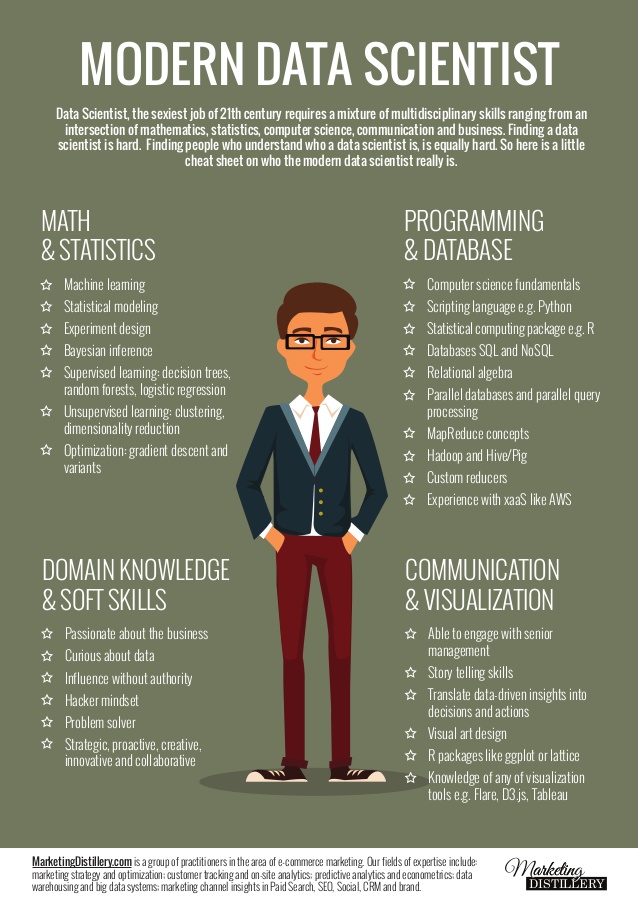 MODERN DATA SCIENTIST
Data Scientist, the sexiest job of 21th century requires a mixture of multidisciplinary skills ranging from an
intersection of mathematics, statistics, computer science, communication and business. Finding a data
scientist is hard. Finding people who understand who a data scientist is, is equally hard. So here is a little
cheat sheet on who the modern data scientist really is.
MATH
& STATISTICS
Machine learning
Statistical modeling
Experiment design
Bayesian inference
Supervised learning: decision trees,
random forests, logistic regression
Unsupervised learning: clustering,
dimensionality reduction
Optimization: gradient descent and
variants
PROGRAMMING
& DATABASE
Computer science fundamentals
Scripting language e.g. Python
Statistical computing package e.g. R
Databases SQL and NoSQL
Relational algebra
Parallel databases and parallel query
processing
MapReduce concepts
Hadoop and Hive/Pig
Custom reducers
Experience with xaaS like AWS
DOMAIN KNOWLEDGE
& SOFT SKILLS
Passionate about the business
Curious about data
Influence without authority
Hacker mindset
Problem solver
Strategic, proactive, creative,
innovative and collaborative
COMMUNICATION
& VISUALIZATION
Able to engage with senior
management
Story telling skills
Translate data-driven insights into
decisions and actions
Visual art design
R packages like ggplot or lattice
Knowledge of any of visualization
tools e.g. Flare, D3.js, Tableau
MarketingDistillery.com is a group of practitioners in the area of e-commerce marketing. Our fields of expertise include:
marketing strategy and optimization: customer tracking and on-site analytics: predictive analytics and econometrics: data
warehousing and big data systems: marketing channel insights in Paid Search, SEO, Social, CRM and brand.
Marketing
DISTILLERY